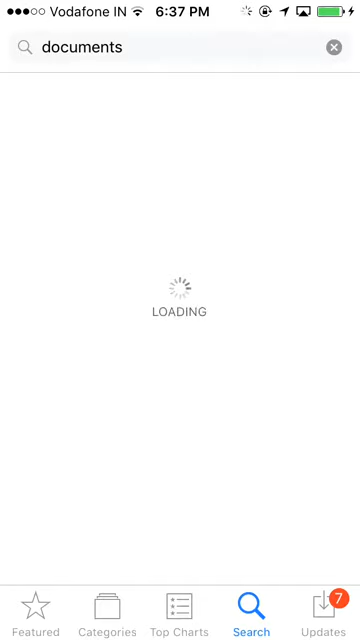 Vodafone IN 6:37 PM
documents
LOADING
7
Featured Categories Top Charts Search Updates